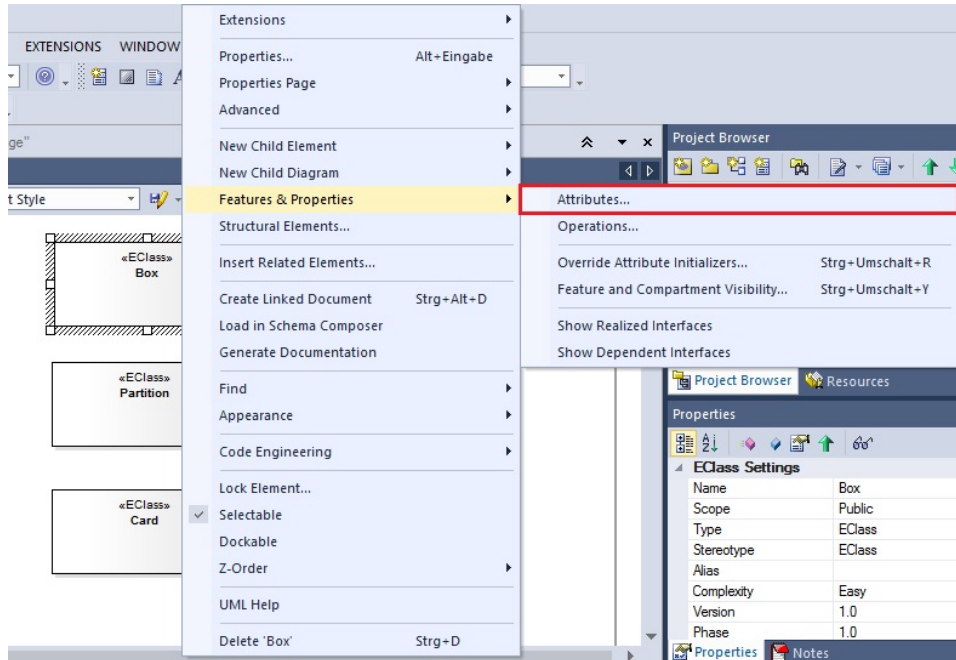 EXTENSIONS WINDOW
ge"
t Style
«EClass»
Box
«EClass»
Partition
«EClass»
Card
Extensions
Properties... Alt+Eingabe
Properties Page
Advanced
New Child Element
New Child Diagram
Features & Properties
Structural Elements...
Insert Related Elements...
Create Linked Document Strg+Alt+D
Load in Schema Composer
Generate Documentation
Find
Appearance
Code Engineering
Lock Element...
Selectable
Dockable
Z-Order
UML Help
Delete 'Box' Strg+D
Attributes...
Operations...
Override Attribute Initializers... Strg+Umschalt+R
Feature and Compartment Visibility... Strg+Umschalt+Y
Show Realized Interfaces
Show Dependent Interfaces
Project Browser
Project Browser Resources
Properties
EClass Settings
Name Box
Scope Public
Type EClass
Stereotype EClass
Alias
Complexity Easy
Version 1.0
Phase 1.0
Properties Notes